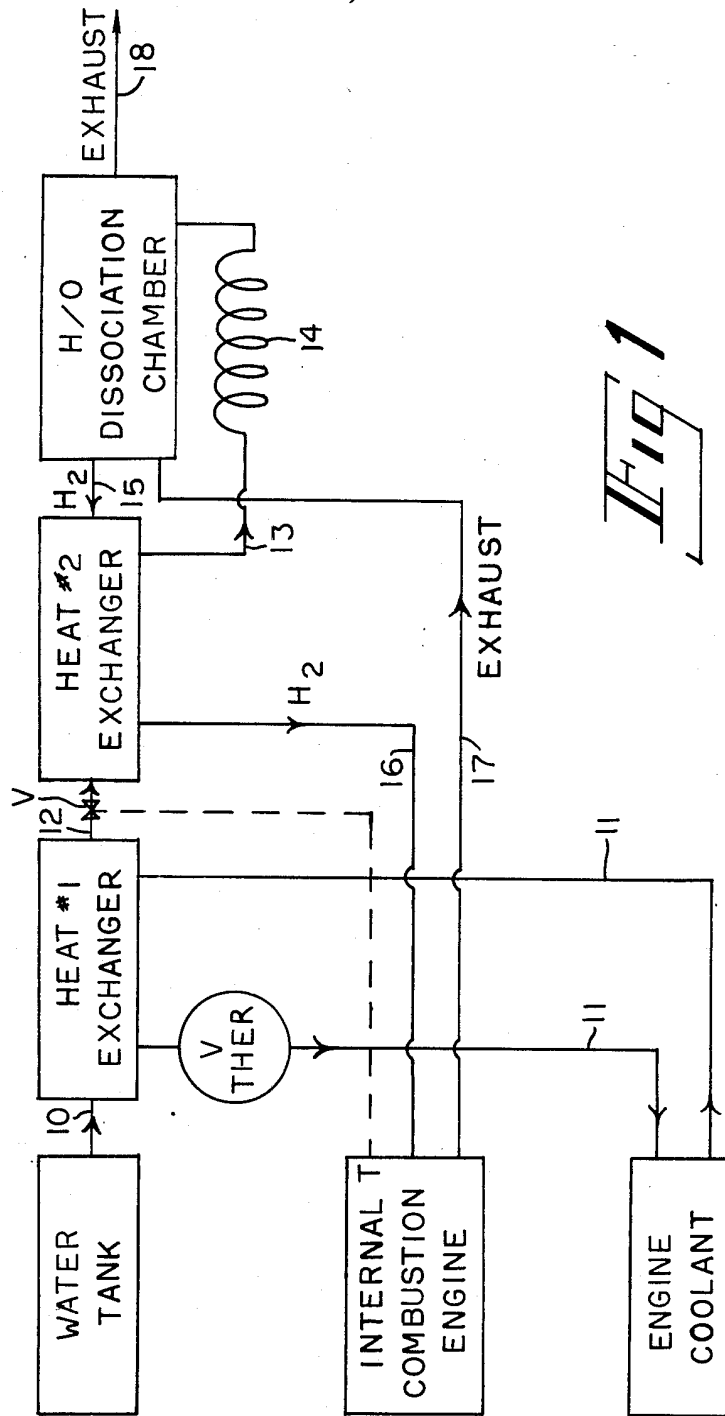 WATER
TANK
10
HEAT #1
EXCHANGER
12
V
HEAT #2
EXCHANGER
H2
15
H/O
DISSOCIATION
CHAMBER
EXHAUST
18
V
THER
H2
13
14
INTERNAL T
COMBUSTION
ENGINE
16
17
EXHAUST
11
11
ENGINE
COOLANT
Fig 1